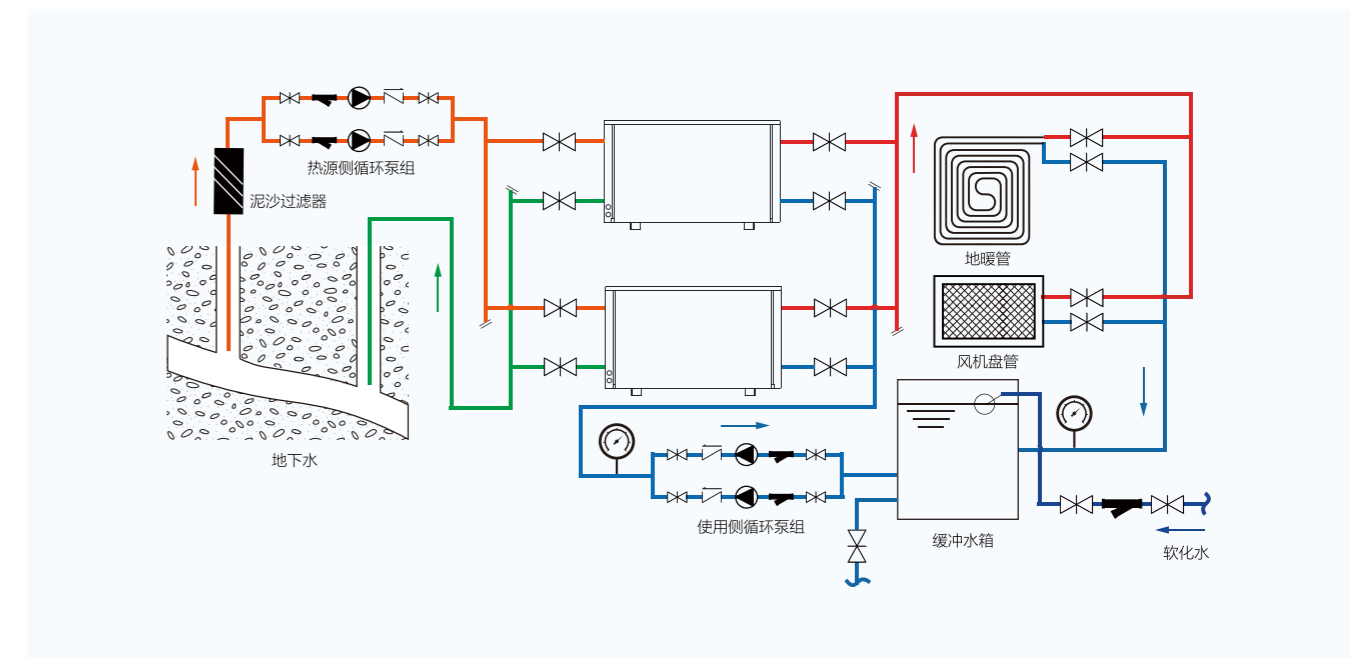 热源侧循环泵组
泥沙过滤器
地暖管
风机盘管
地下水
使用侧循环泵组
缓冲水箱
软化水